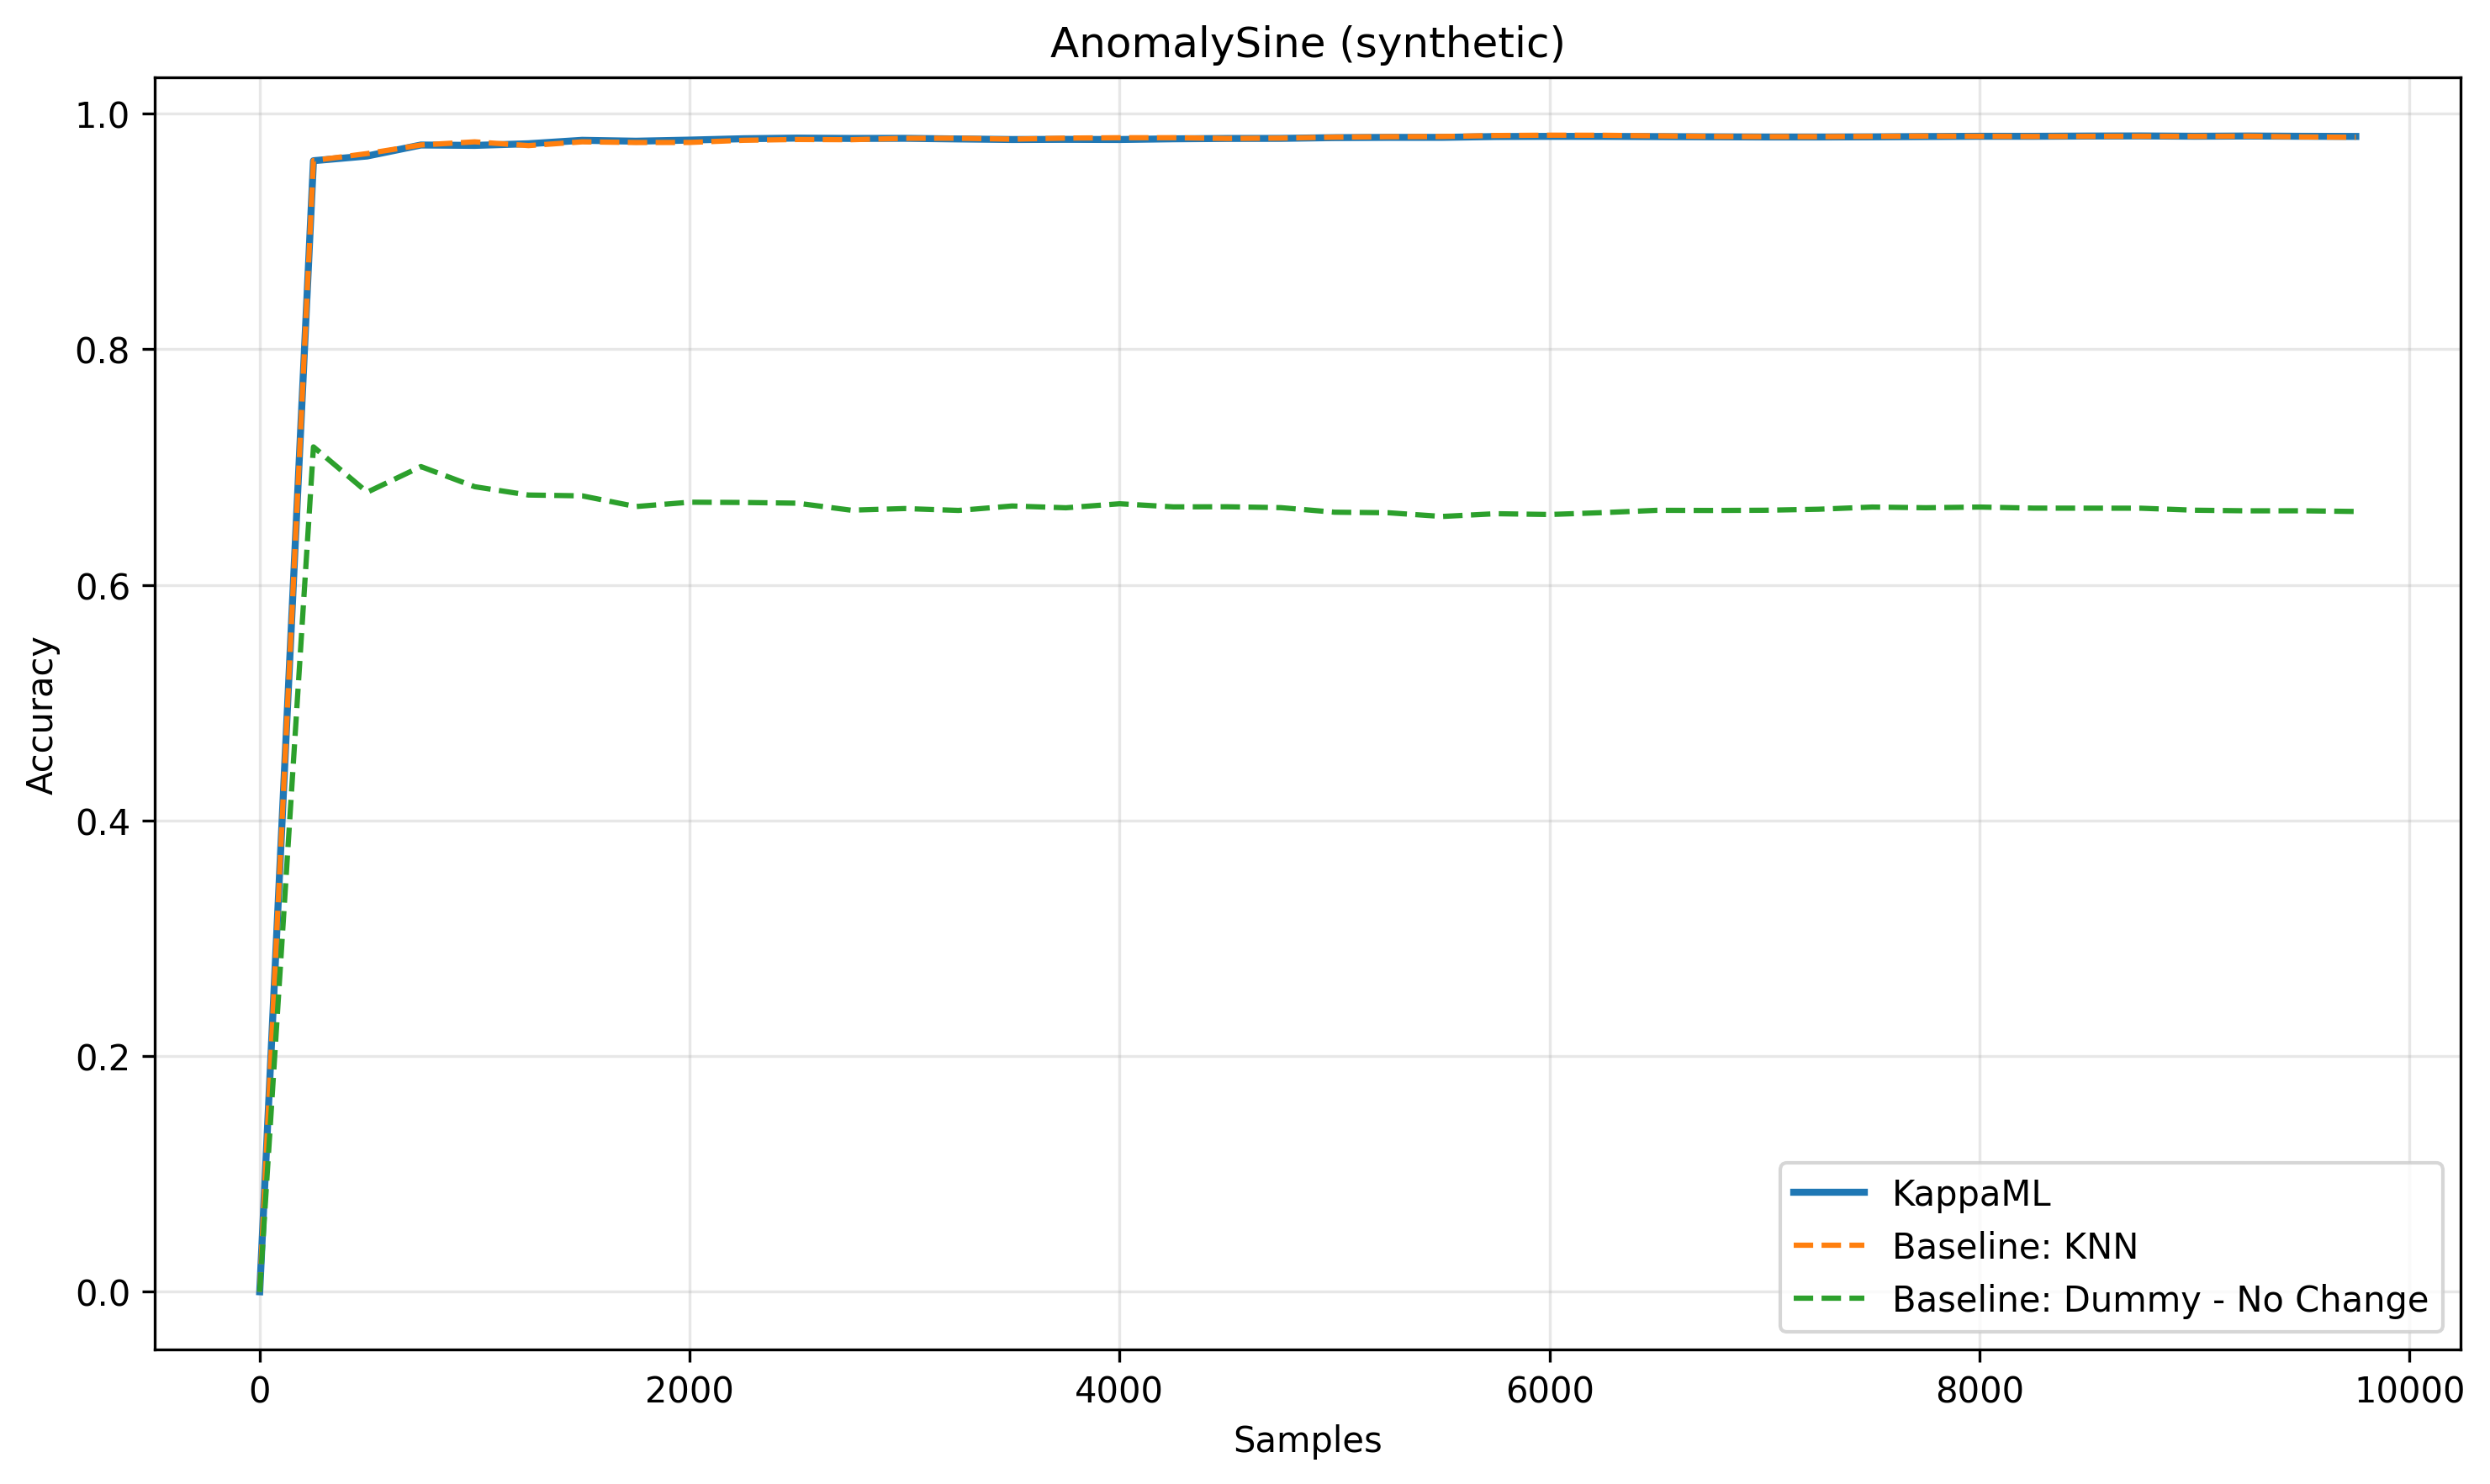 AnomalySine (synthetic)
1.0
0.8
0.6
0.4
0.2
0.0
Accuracy
0
2000
4000
6000
8000
10000
Samples
KappaML
Baseline: KNN
Baseline: Dummy - No Change